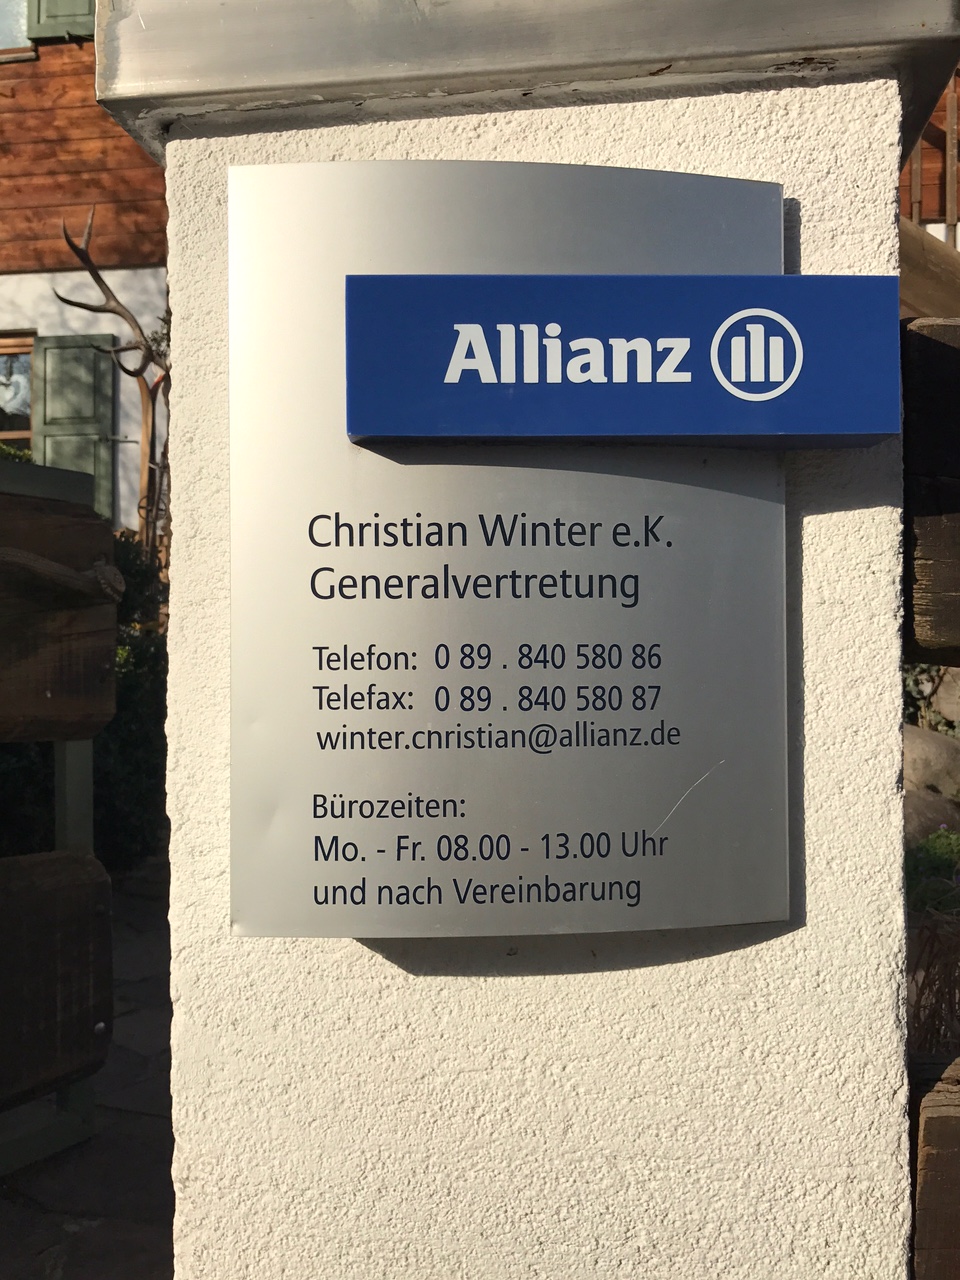 Allianz
Christian Winter e.K.
Generalvertretung
Telefon: 0 89 . 840 580 86
Telefax: 0 89 . 840 580 87
winter.christian@allianz.de
Bürozeiten:
Mo. - Fr. 08.00 - 13.00 Uhr
und nach Vereinbarung